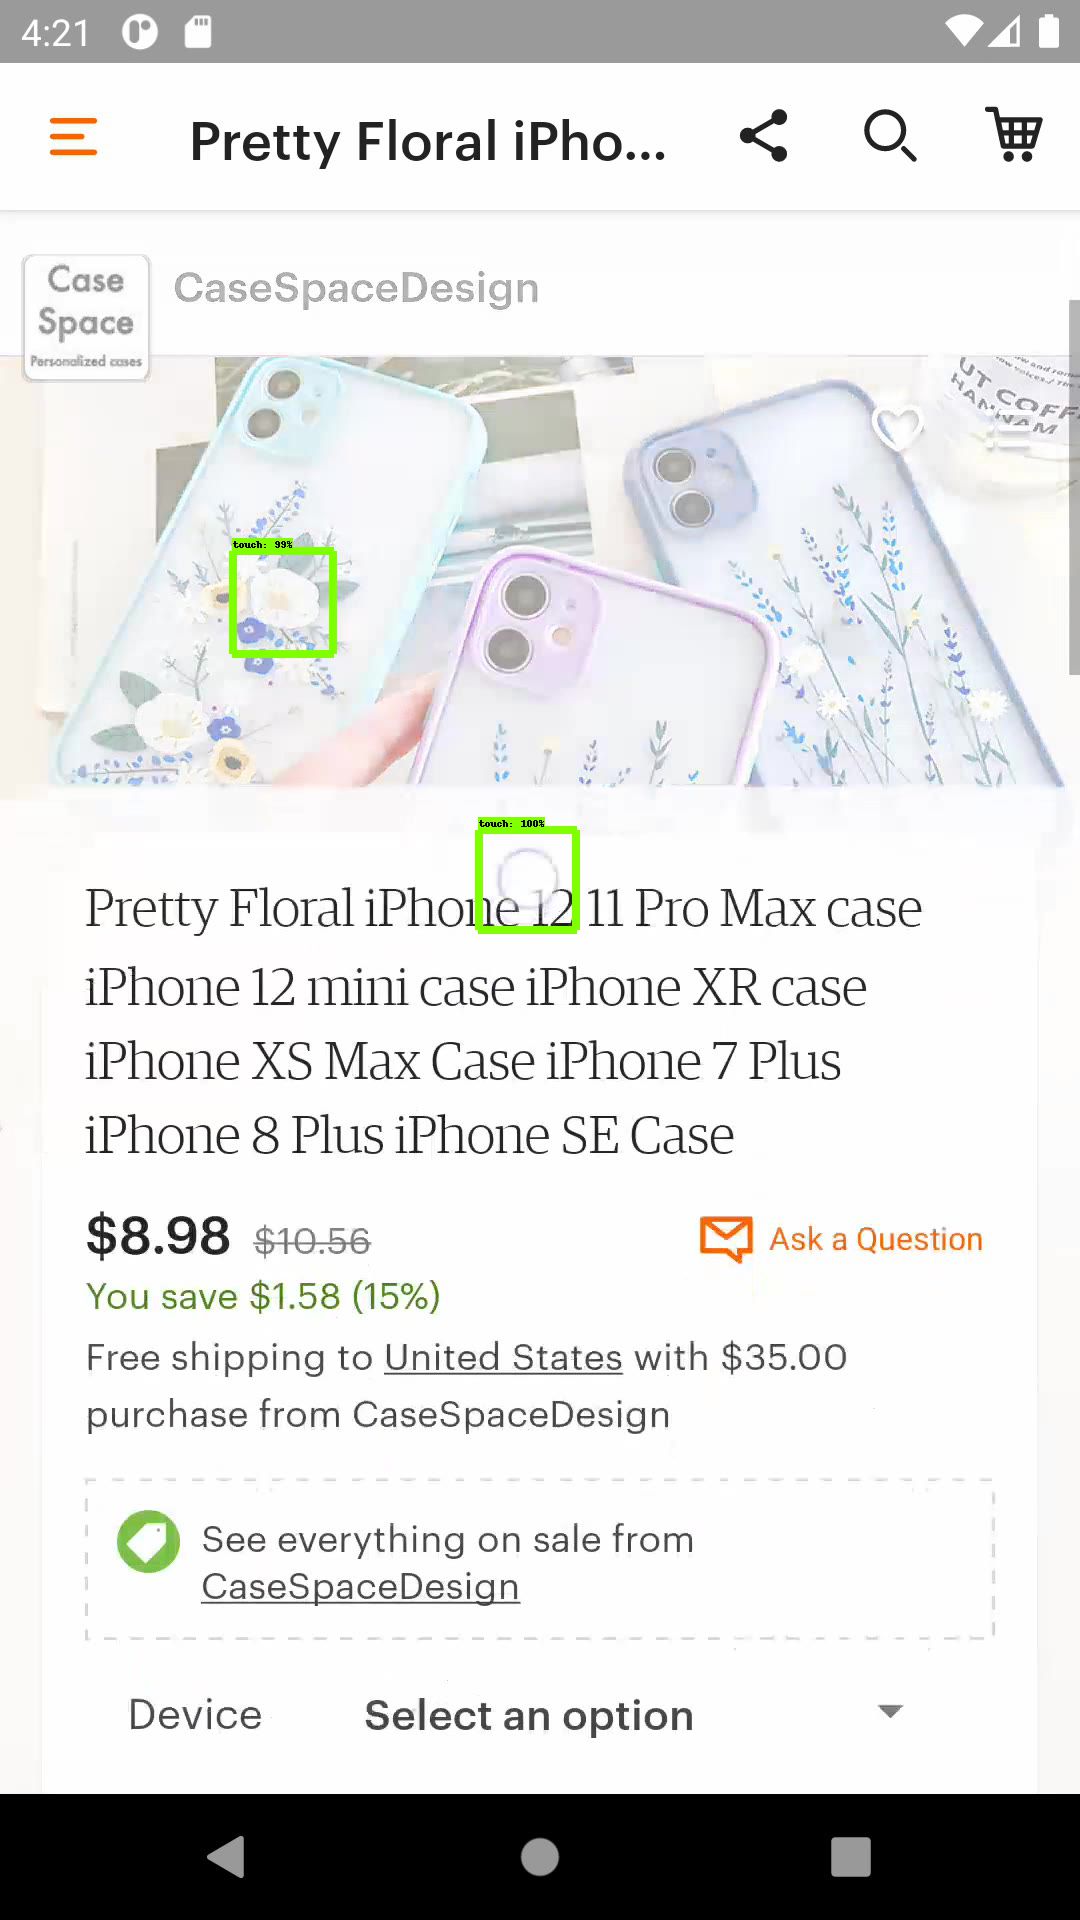 4:21
Pretty Floral iPho...
Case
Space
Personalized cases
CaseSpaceDesign
UT COFF
HANNAM
touch: 99%
touch: 100%
Pretty Floral iPhone 12 11 Pro Max case
iPhone 12 mini case iPhone XR case
iPhone XS Max Case iPhone 7 Plus
iPhone 8 Plus iPhone SE Case
$8.98 $10.56
Ask a Question
You save $1.58 (15%)
Free shipping to United States with $35.00
purchase from CaseSpaceDesign
See everything on sale from
CaseSpaceDesign
Device Select an option